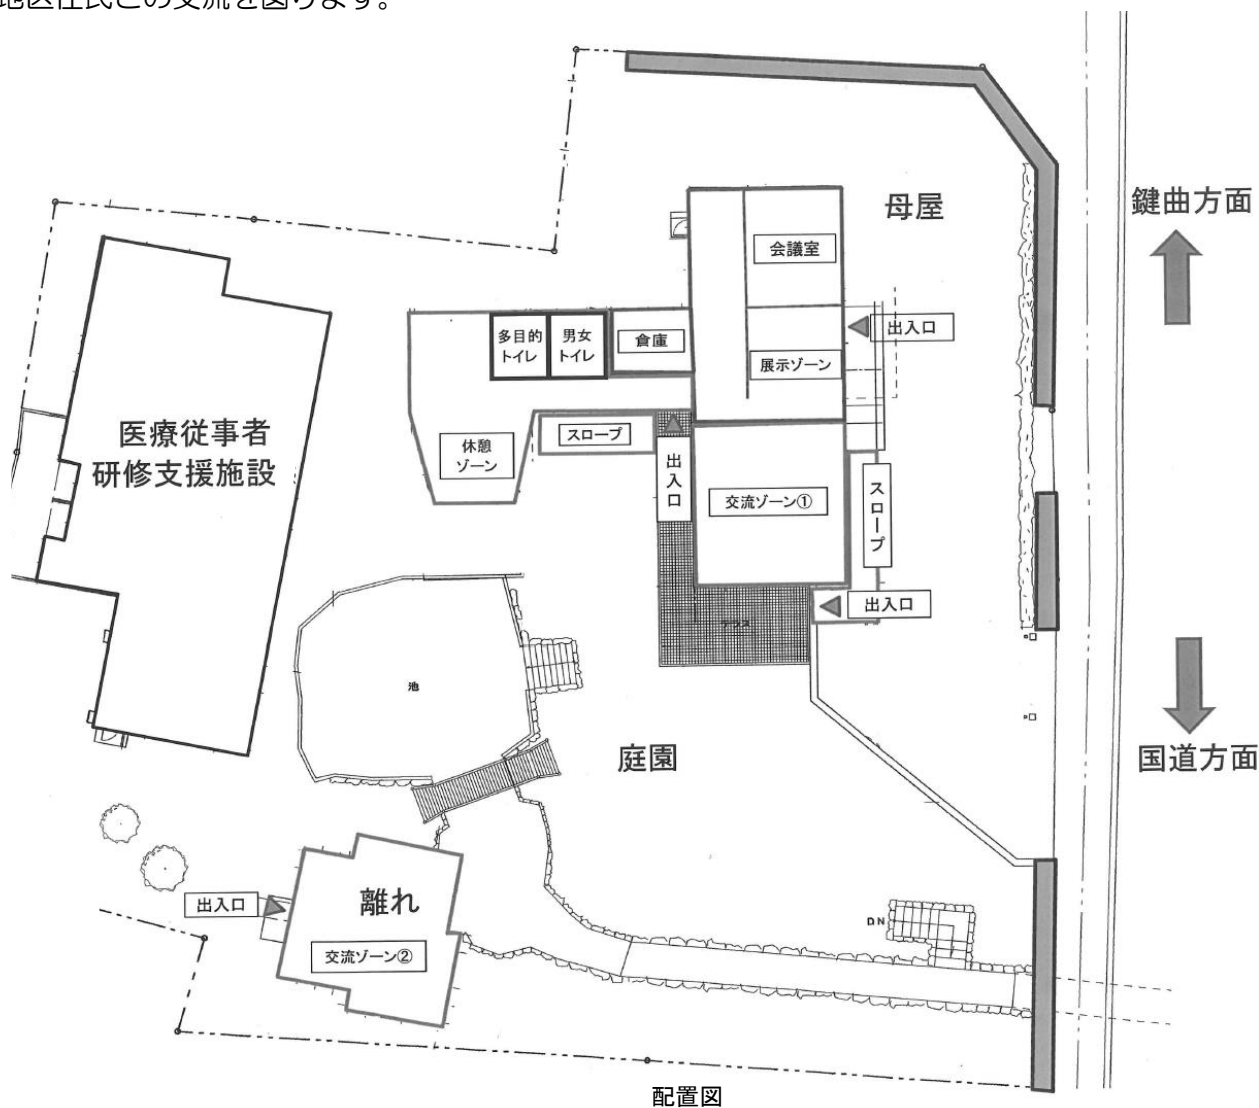 地区住民との交流を図ります。
母屋
鍵曲方面
会議室
多目的
トイレ
男女
トイレ
倉庫
出入口
展示ゾーン
医療従事者
研修支援施設
休憩
ゾーン
スロープ
出入口
交流ゾーン①
スロープ
出入口
テラス
池
庭園
国道方面
離れ
出入口
DN
交流ゾーン②
配置図